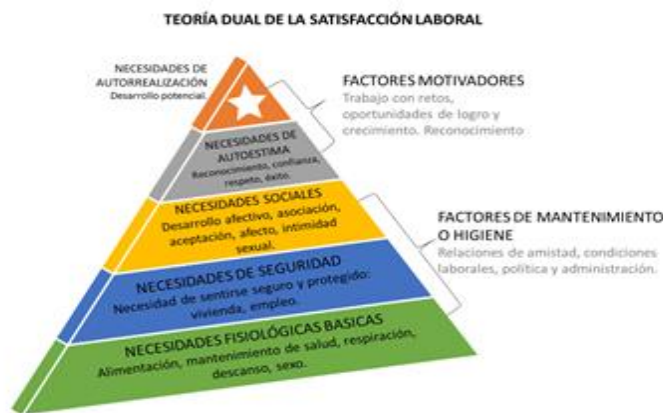 TEORÍA DUAL DE LA SATISFACCIÓN LABORAL
NECESIDADES DE
AUTORREALIZACIÓN
Desarrollo potencial.
FACTORES MOTIVADORES
Trabajo con retos,
oportunidades de logro y
crecimiento. Reconocimiento
NECESIDADES DE
AUTOESTIMA
Reconocimiento, confianza,
respeto, éxito.
NECESIDADES SOCIALES
Desarrollo afectivo, asociación,
aceptación, afecto, intimidad
sexual.
FACTORES DE MANTENIMIENTO
O HIGIENE
Relaciones de amistad, condiciones
laborales, política y administración.
NECESIDADES DE SEGURIDAD
Necesidad de sentirse seguro y protegido:
vivienda, empleo.
NECESIDADES FISIOLÓGICAS BASICAS
Alimentación, mantenimiento de salud, respiración,
descanso, sexo.